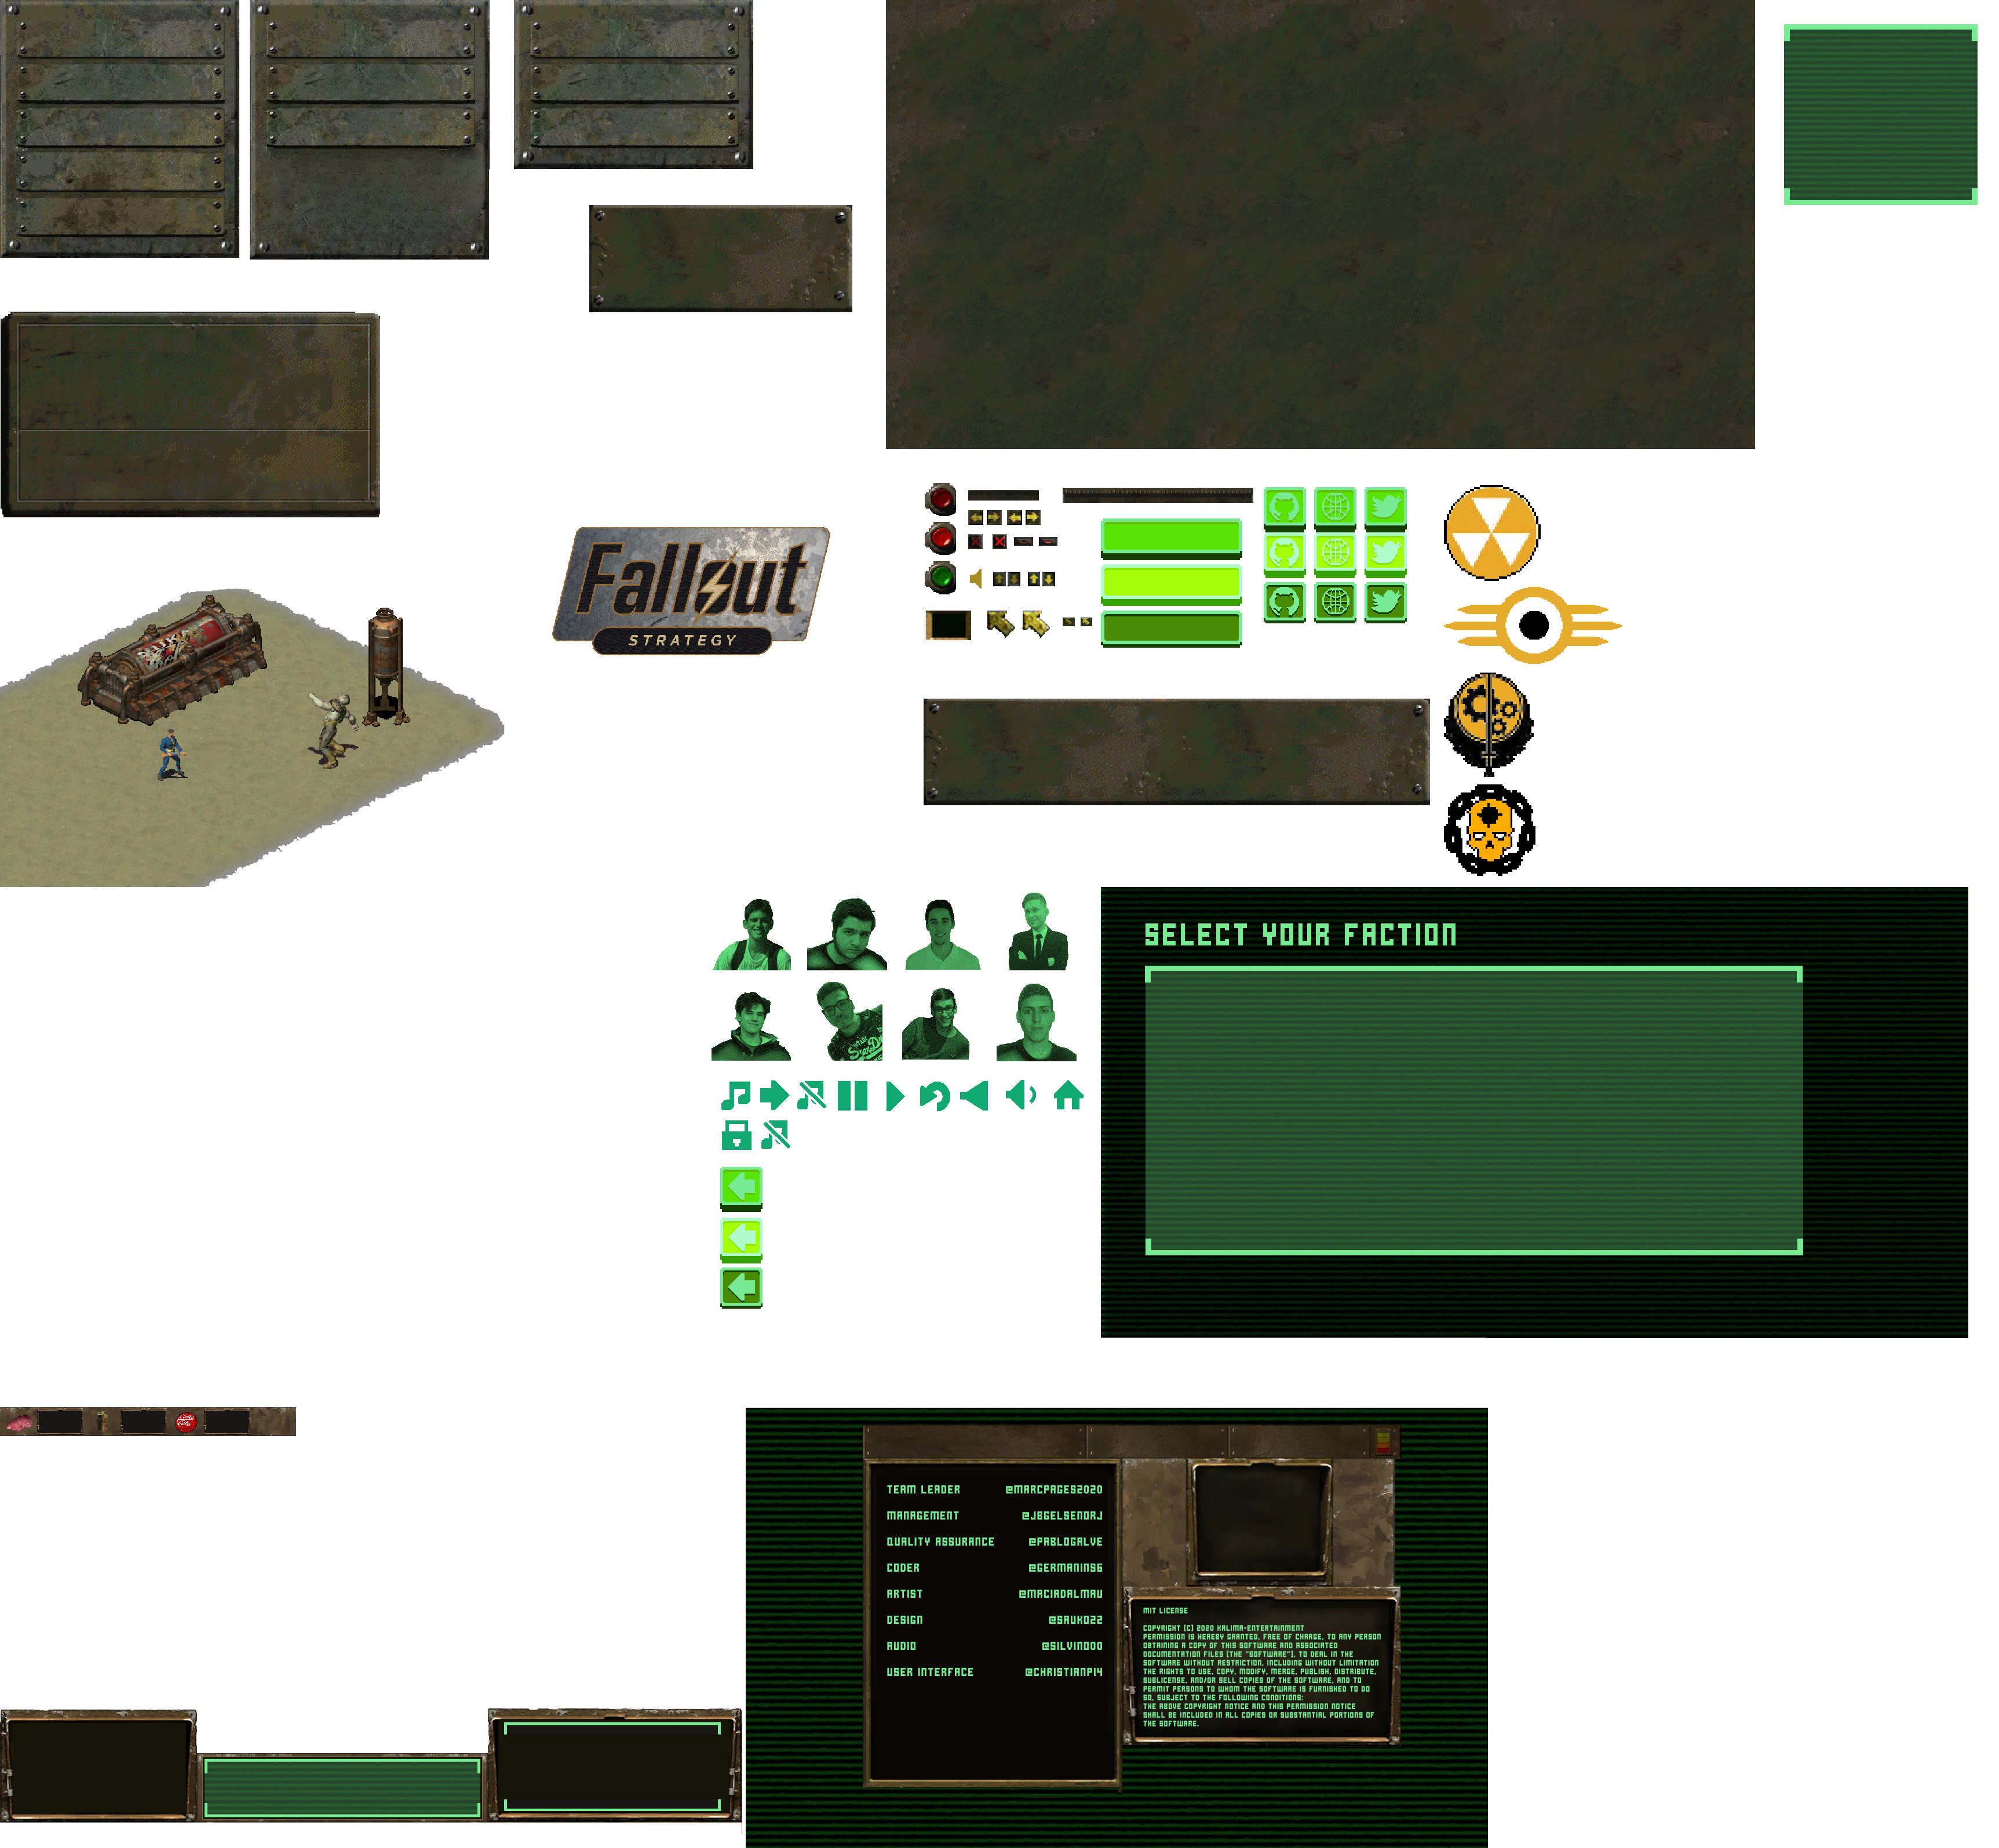 Fallout
STRATEGY
SELECT YOUR FACTION
TEAM LEADER @MARCPAGES2020
MANAGEMENT @JBGELSENDRJ
QUALITY ASSURANCE @PABLOGALVE
CODER @GERMANINSG
ARTIST @MACIADALMAU
DESIGN @SAUKO22
AUDIO @SILVINOOO
USER INTERFACE @CHRISTIANPI4
MIT LICENSE
COPYRIGHT [C] 2020 KALIMA-ENTERTAINMENT
PERMISSION IS HEREBY GRANTED, FREE OF CHARGE, TO ANY PERSON
OBTAINING A COPY OF THIS SOFTWARE AND ASSOCIATED
DOCUMENTATION FILES [THE "SOFTWARE"], TO DEAL IN THE
SOFTWARE WITHOUT RESTRICTION, INCLUDING WITHOUT LIMITATION
THE RIGHTS TO USE, COPY, MODIFY, MERGE, PUBLISH, DISTRIBUTE,
SUBLICENSE, AND/OR SELL COPIES OF THE SOFTWARE, AND TO
PERMIT PERSONS TO WHOM THE SOFTWARE IS FURNISHED TO DO
SO, SUBJECT TO THE FOLLOWING CONDITIONS:
THE ABOVE COPYRIGHT NOTICE AND THIS PERMISSION NOTICE
SHALL BE INCLUDED IN ALL COPIES OR SUBSTANTIAL PORTIONS OF
THE SOFTWARE.